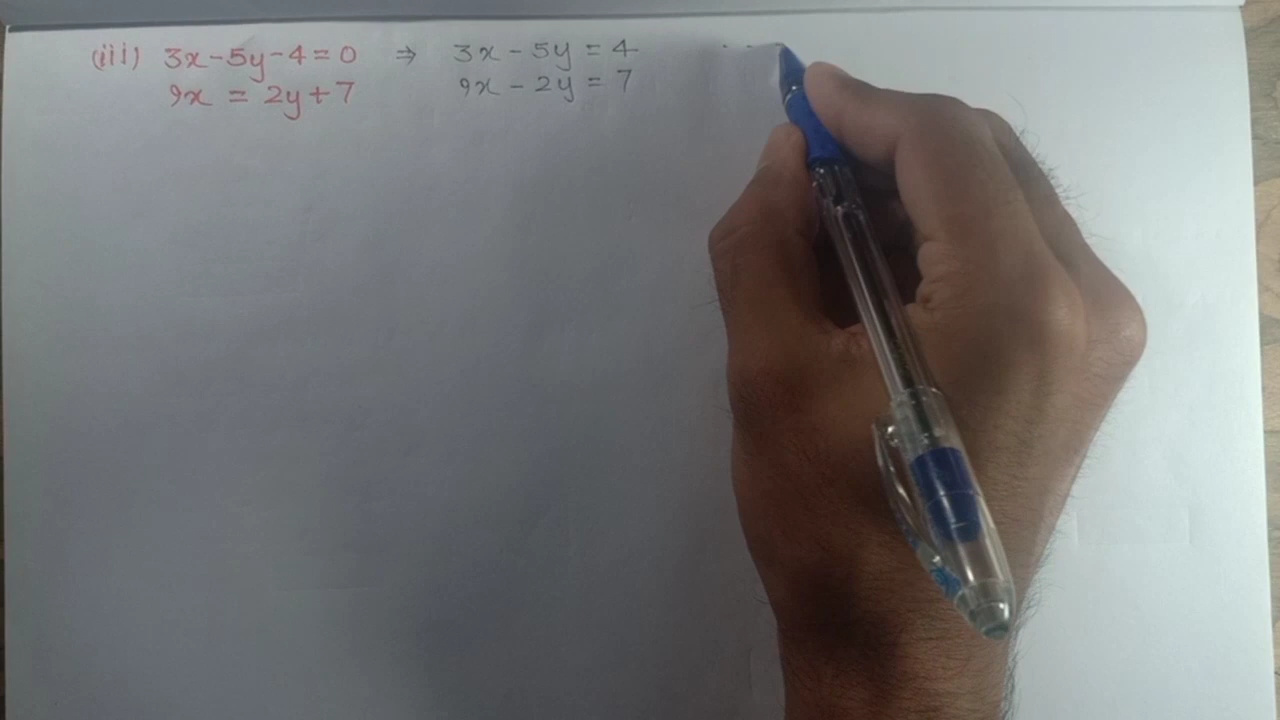 (iii) 3x-5y-4=0 ⇒ 3x-5y=4
9x = 2y+7 9x-2y=7